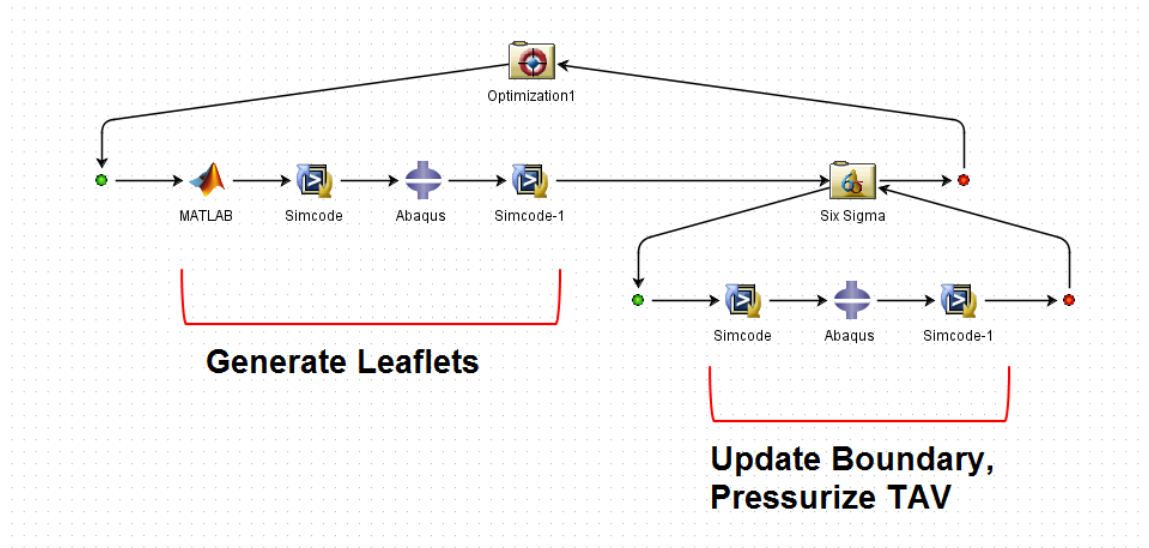 Optimization1
MATLAB
Simcode
Abaqus
Simcode-1
Six Sigma
Simcode
Abaqus
Simcode-1
Generate Leaflets
Update Boundary,
Pressurize TAV